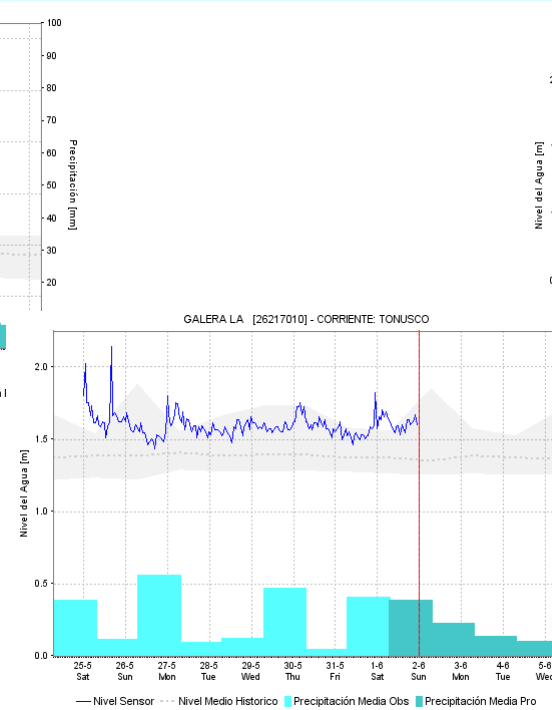 100
90
80
70
60
50
40
30
20
Precipitación [mm]
Nivel del Agua [m]
GALERA LA [26217010] - CORRIENTE: TONUSCO
Nivel del Agua [m]
2.0
1.5
1.0
0.5
0.0
25-5 26-5 27-5 28-5 29-5 30-5 31-5 1-6 2-6 3-6 4-6 5-6
Sat Sun Mon Tue Wed Thu Fri Sat Sun Mon Tue Wed
Nivel Sensor Nivel Medio Historico Precipitación Media Obs Precipitación Media Pro